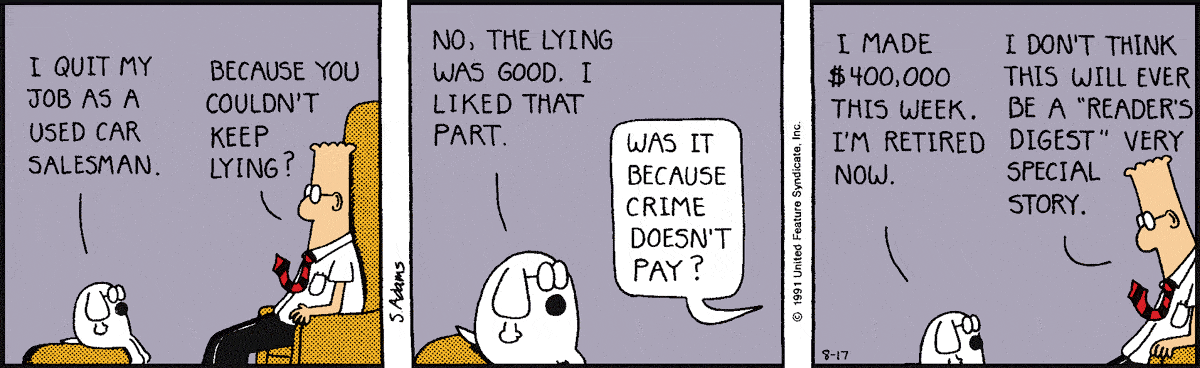 I QUIT MY
JOB AS A
USED CAR
SALESMAN.
BECAUSE YOU
COULDN'T
KEEP
LYING?
S. Adams
NO, THE LYING
WAS GOOD. I
LIKED THAT
PART.
WAS IT
BECAUSE
CRIME
DOESN'T
PAY?
© 1991 United Feature Syndicate, Inc.
I MADE
$400,000
THIS WEEK.
I'M RETIRED
NOW.
I DON'T THINK
THIS WILL EVER
BE A "READER'S
DIGEST" VERY
SPECIAL
STORY.
8-17